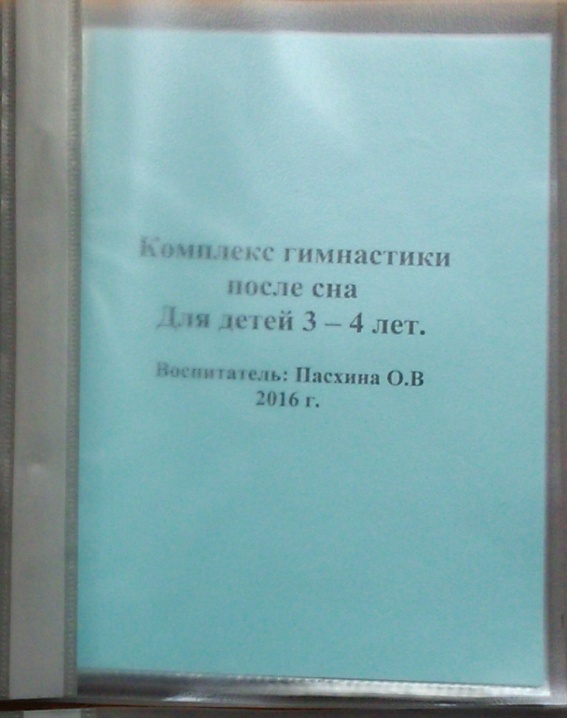 Комплекс гимнастики
после сна
Для детей 3 – 4 лет.
Воспитатель: Пасхина О.В
2016 г.